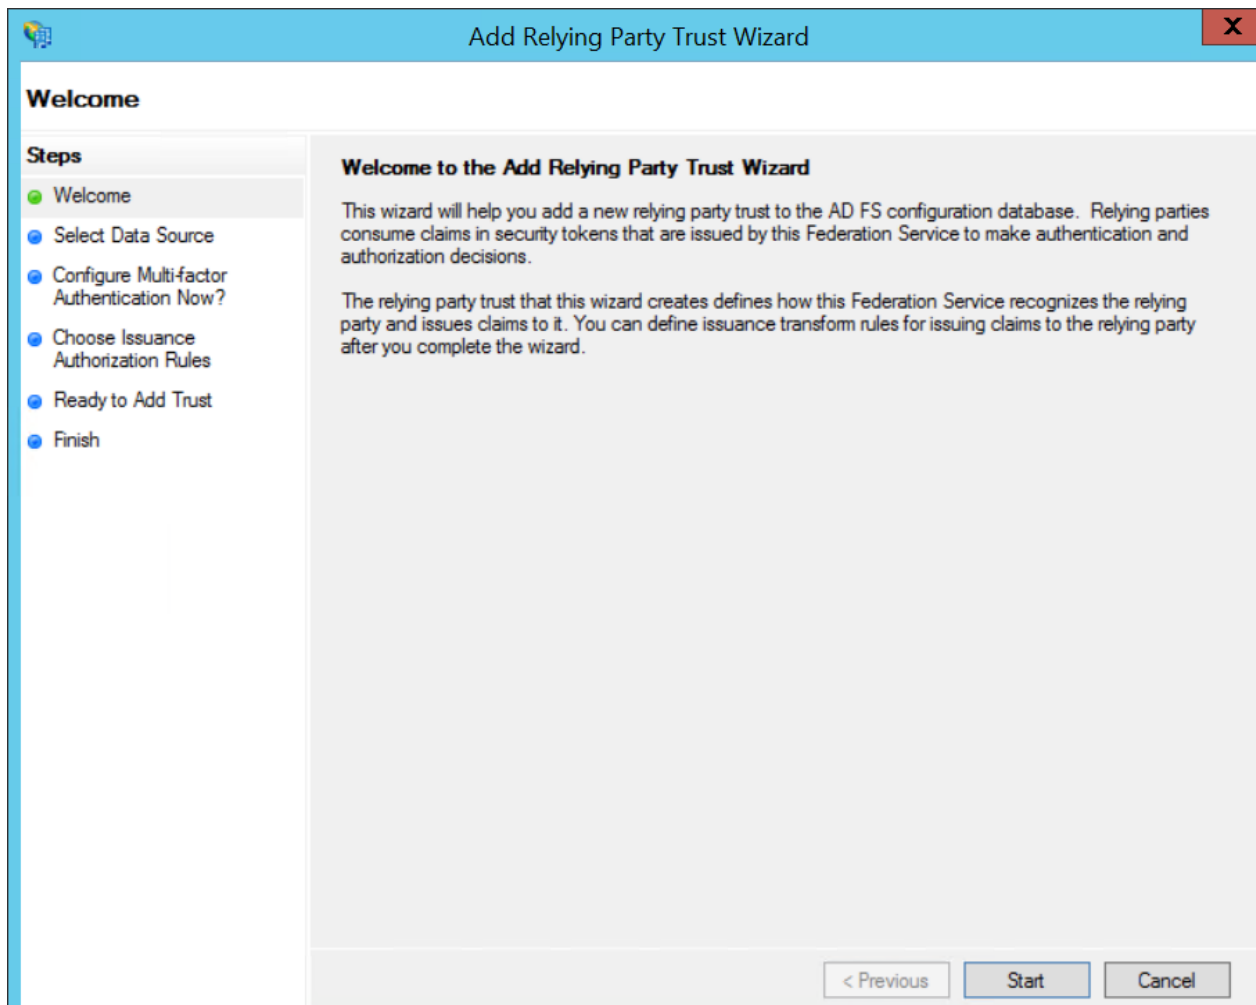 Add Relying Party Trust Wizard
X
Welcome
Steps
Welcome
Select Data Source
Configure Multi-factor
Authentication Now?
Choose Issuance
Authorization Rules
Ready to Add Trust
Finish
Welcome to the Add Relying Party Trust Wizard
This wizard will help you add a new relying party trust to the AD FS configuration database.  Relying parties
consume claims in security tokens that are issued by this Federation Service to make authentication and
authorization decisions.
The relying party trust that this wizard creates defines how this Federation Service recognizes the relying
party and issues claims to it. You can define issuance transform rules for issuing claims to the relying party
after you complete the wizard.
< Previous
Start
Cancel